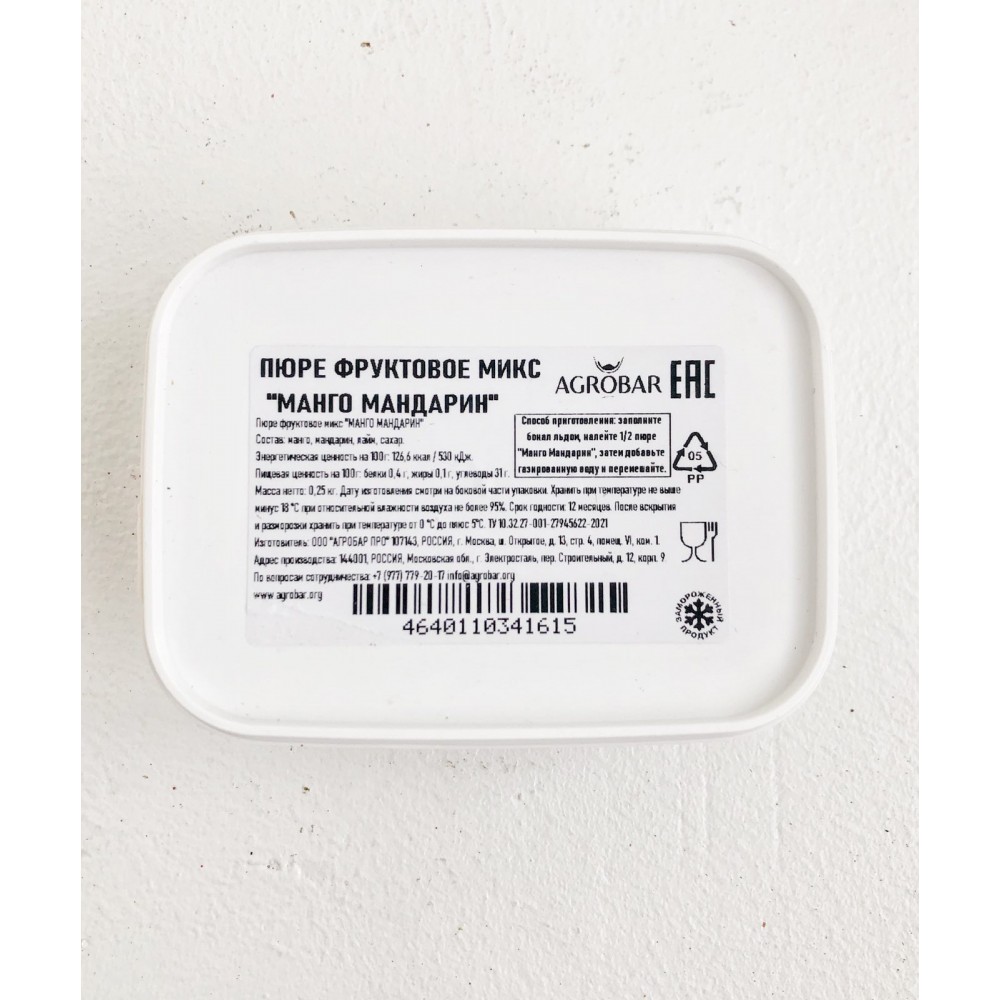 ПЮРЕ ФРУКТОВОЕ МИКС
"МАНГО МАНДАРИН"
AGROBAR
EAC
Пюре фруктовое микс "МАНГО МАНДАРИН"
Состав: манго, мандарин, лайм, сахар.
Энергетическая ценность на 100г: 126,6 ккал / 530 кДж.
Пищевая ценность на 100г: белки 0,4 г, жиры 0,1 г, углеводы 31 г.
Способ приготовления: заполните
бокал льдом, налейте 1/2 пюре
"Манго Мандарин", затем добавьте
газированную воду и перемешайте.
05
PP
Масса нетто: 0,25 кг. Дату изготовления смотри на боковой части упаковки. Хранить при температуре не выше
минус 18 °С при относительной влажности воздуха не более 95%. Срок годности: 12 месяцев. После вскрытия
и разморозки хранить при температуре от 0 °С до плюс 5°С. ТУ 10.32.27-001-27945622-2021
Изготовитель: ООО "АГРОБАР ПРО" 107143, РОССИЯ, г. Москва, ш. Открытое, д. 13, стр. 4, помещ. VI, ком. 1.
Адрес производства: 144001, РОССИЯ, Московская обл., г. Электросталь, пер. Строительный, д. 12, корп. 9
По вопросам сотрудничества: +7 (977) 779-20-17 info@agrobar.org
www.agrobar.org
4640110341615
ЗАМОРОЖЕННЫЙ
ПРОДУКТ